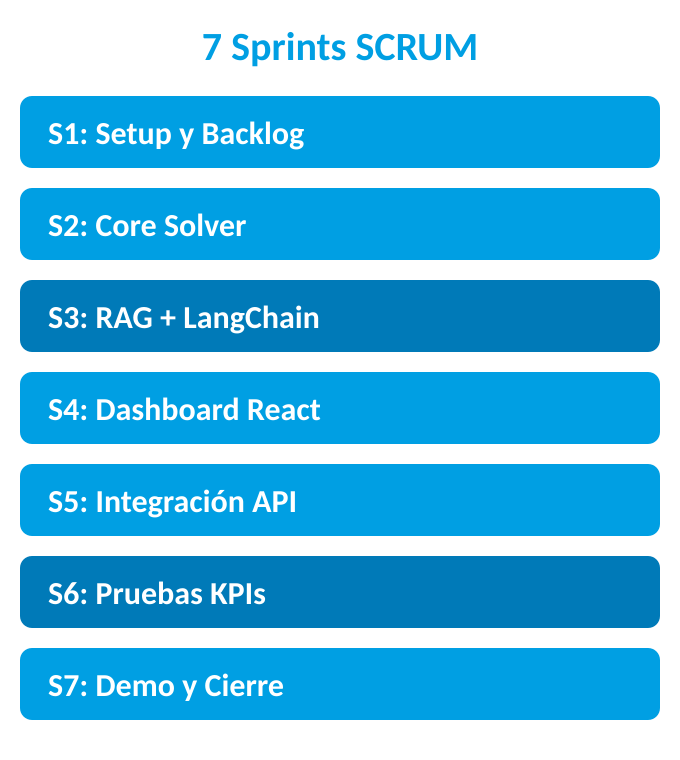 7 Sprints SCRUM
S1: Setup y Backlog
S2: Core Solver
S3: RAG + LangChain
S4: Dashboard React
S5: Integración API
S6: Pruebas KPIs
S7: Demo y Cierre